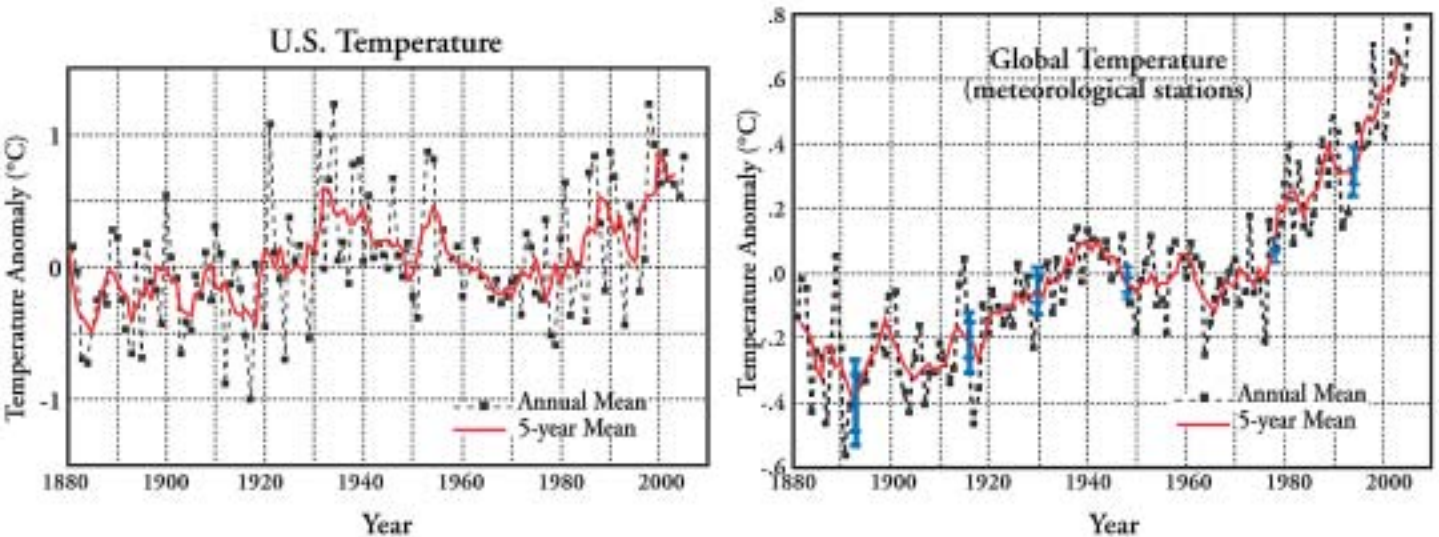 U.S. Temperature
Temperature Anomaly (°C)
1
0
-1
Annual Mean
5-year Mean
1880 1900 1920 1940 1960 1980 2000
Year
Global Temperature
(meteorological stations)
Temperature Anomaly (°C)
.8
.6
.4
.2
.0
-.2
-.4
-.6
Annual Mean
5-year Mean
1880 1900 1920 1940 1960 1980 2000
Year